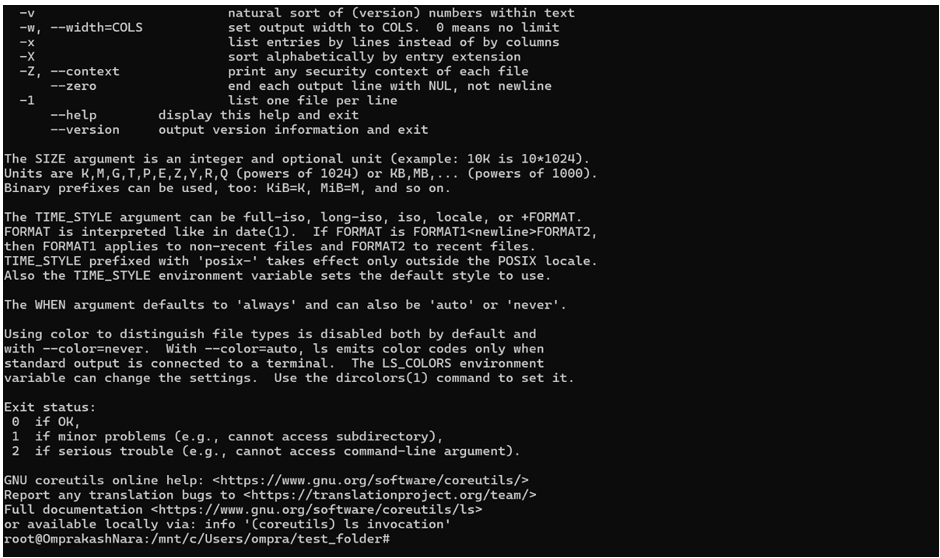 -v                         natural sort of (version) numbers within text
  -w, --width=COLS           set output width to COLS.  0 means no limit
  -x                         list entries by lines instead of by columns
  -X                         sort alphabetically by entry extension
  -Z, --context              print any security context of each file
      --zero                 end each output line with NUL, not newline
  -1                         list one file per line
      --help        display this help and exit
      --version     output version information and exit

The SIZE argument is an integer and optional unit (example: 10K is 10*1024).
Units are K,M,G,T,P,E,Z,Y,R,Q (powers of 1024) or KB,MB,... (powers of 1000).
Binary prefixes can be used, too: KiB=K, MiB=M, and so on.

The TIME_STYLE argument can be full-iso, long-iso, iso, locale, or +FORMAT.
FORMAT is interpreted like in date(1).  If FORMAT is FORMAT1<newline>FORMAT2,
then FORMAT1 applies to non-recent files and FORMAT2 to recent files.
TIME_STYLE prefixed with 'posix-' takes effect only outside the POSIX locale.
Also the TIME_STYLE environment variable sets the default style to use.

The WHEN argument defaults to 'always' and can also be 'auto' or 'never'.

Using color to distinguish file types is disabled both by default and
with --color=never.  With --color=auto, ls emits color codes only when
standard output is connected to a terminal.  The LS_COLORS environment
variable can change the settings.  Use the dircolors(1) command to set it.

Exit status:
 0  if OK,
 1  if minor problems (e.g., cannot access subdirectory),
 2  if serious trouble (e.g., cannot access command-line argument).

GNU coreutils online help: <https://www.gnu.org/software/coreutils/>
Report any translation bugs to <https://translationproject.org/team/>
Full documentation <https://www.gnu.org/software/coreutils/ls>
or available locally via: info '(coreutils) ls invocation'
root@OmprakashNara:/mnt/c/Users/ompra/test_folder#